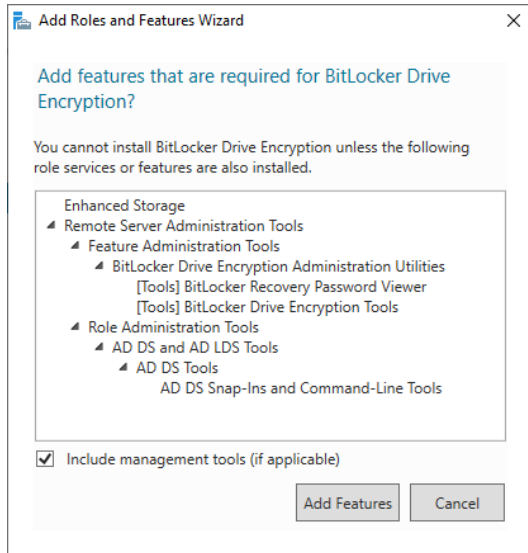 Add Roles and Features Wizard
Add features that are required for BitLocker Drive
Encryption?
You cannot install BitLocker Drive Encryption unless the following
role services or features are also installed.
Enhanced Storage
Remote Server Administration Tools
Feature Administration Tools
BitLocker Drive Encryption Administration Utilities
[Tools] BitLocker Recovery Password Viewer
[Tools] BitLocker Drive Encryption Tools
Role Administration Tools
AD DS and AD LDS Tools
AD DS Tools
AD DS Snap-Ins and Command-Line Tools
Include management tools (if applicable)
Add Features Cancel